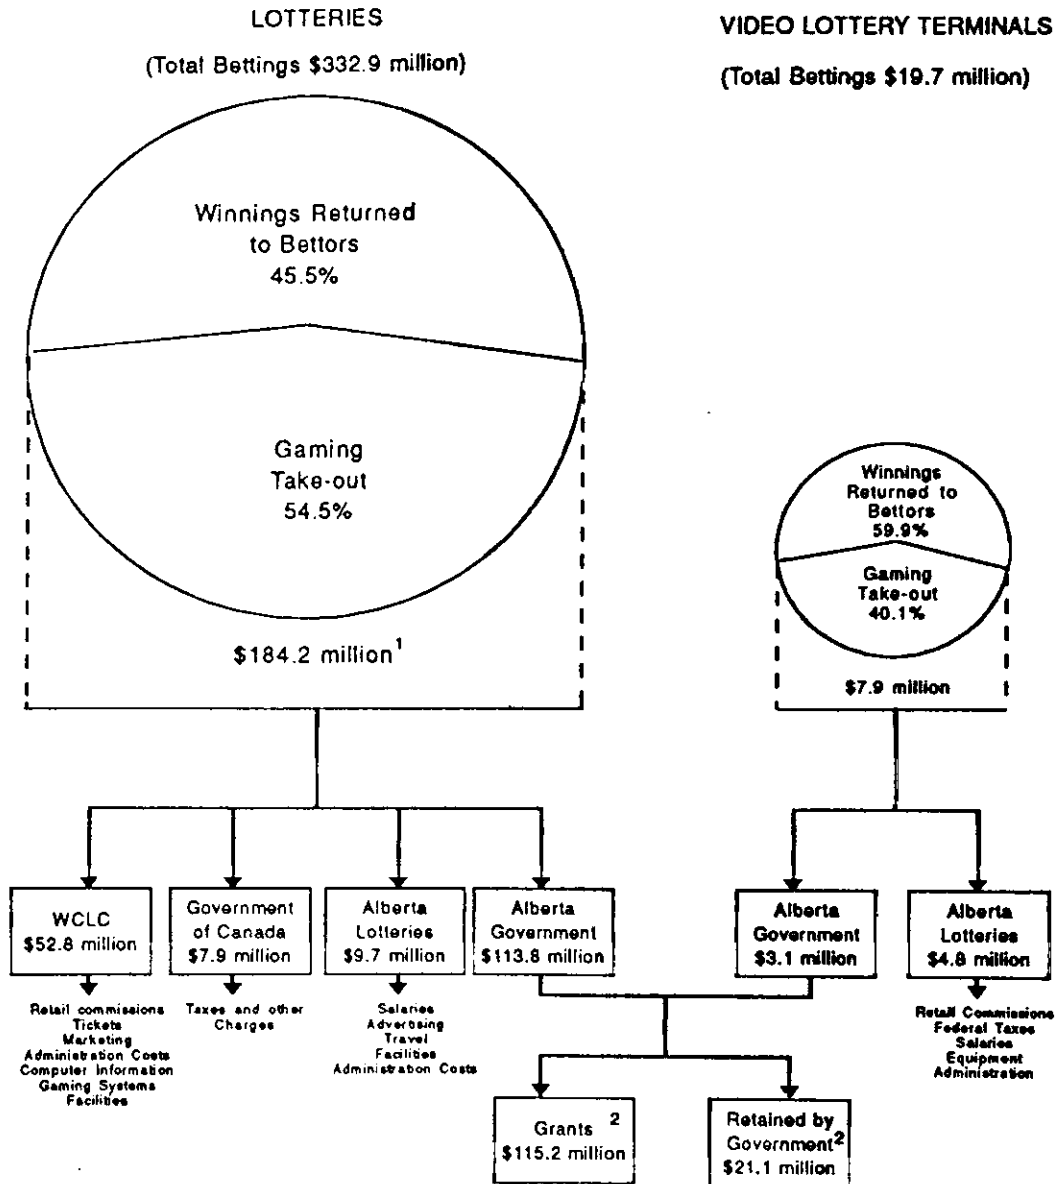 LOTTERIES
(Total Bettings $332.9 million)
Winnings Returned
to Bettors
45.5%
Gaming
Take-out
54.5%
$184.2 million1
VIDEO LOTTERY TERMINALS
(Total Bettings $19.7 million)
Winnings
Returned to
Bettors
59.9%
Gaming
Take-out
40.1%
$7.9 million
WCLC
$52.8 million
Retail commissions
Tickets
Marketing
Administration Costs
Computer Information
Gaming Systems
Facilities
Government
of Canada
$7.9 million
Taxes and other
Charges
Alberta
Lotteries
$9.7 million
Salaries
Advertising
Travel
Facilities
Administration Costs
Alberta
Government
$113.8 million
Alberta
Government
$3.1 million
Alberta
Lotteries
$4.8 million
Retail Commissions
Federal Taxes
Salaries
Equipment
Administration
Grants 2
$115.2 million
Retained by
Government2
$21.1 million